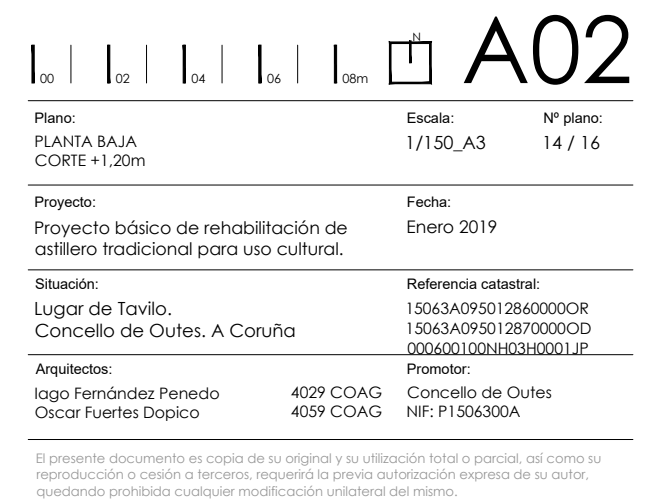 N
A02
00 02 04 06 08m
Plano: Escala: Nº plano:
PLANTA BAJA 1/150_A3 14 / 16
CORTE +1,20m
Proyecto: Fecha:
Proyecto básico de rehabilitación de Enero 2019
astillero tradicional para uso cultural.
Situación: Referencia catastral:
Lugar de Tavilo. 15063A095012860000OR
Concello de Outes. A Coruña 15063A095012870000OD
000600100NH03H0001JP
Arquitectos: Promotor:
Iago Fernández Penedo 4029 COAG Concello de Outes
Oscar Fuertes Dopico 4059 COAG NIF: P1506300A
El presente documento es copia de su original y su utilización total o parcial, así como su
reproducción o cesión a terceros, requerirá la previa autorización expresa de su autor,
quedando prohibida cualquier modificación unilateral del mismo.